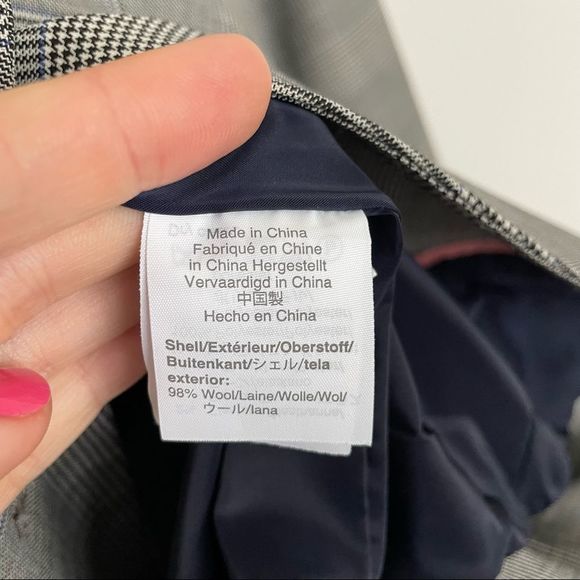 Made in China
Fabriqué en Chine
in China Hergestellt
Vervaardigd in China
中国製
Hecho en China
Shell/Extérieur/Oberstoff/
Buitenkant/シェル/tela
exterior:
98% Wool/Laine/Wolle/Wol/
ウール/lana